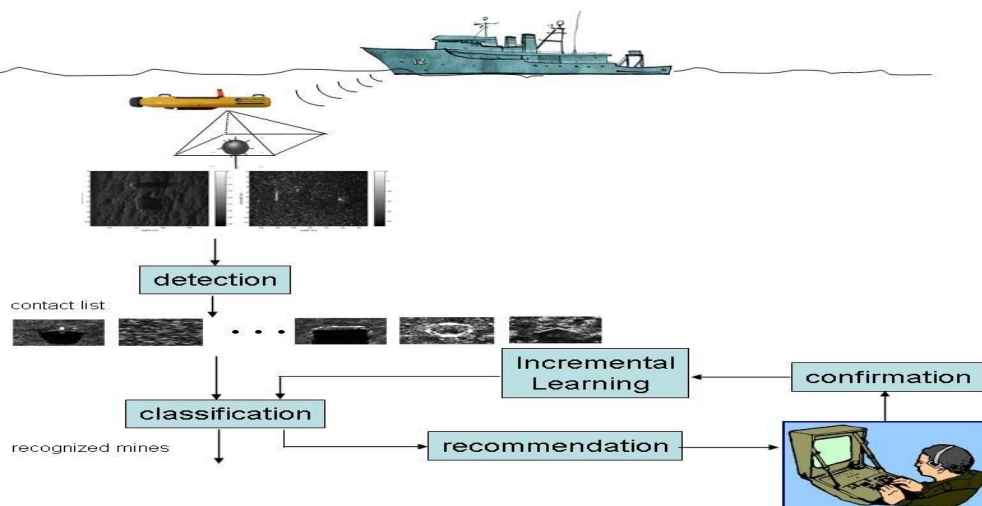 detection
contact list
Incremental
Learning
confirmation
classification
recognized mines
recommendation